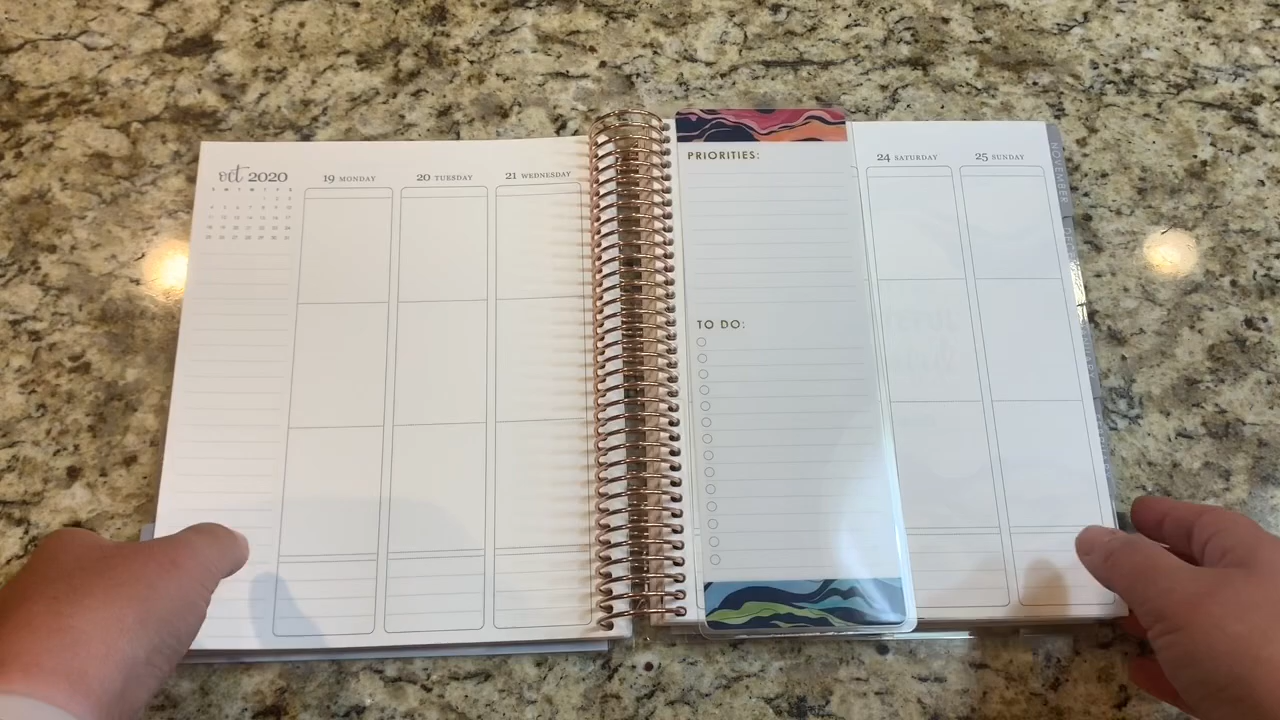 oct 2020
19 MONDAY
20 TUESDAY
21 WEDNESDAY
PRIORITIES:
TO DO:
24 SATURDAY
25 SUNDAY
NOVEMBER